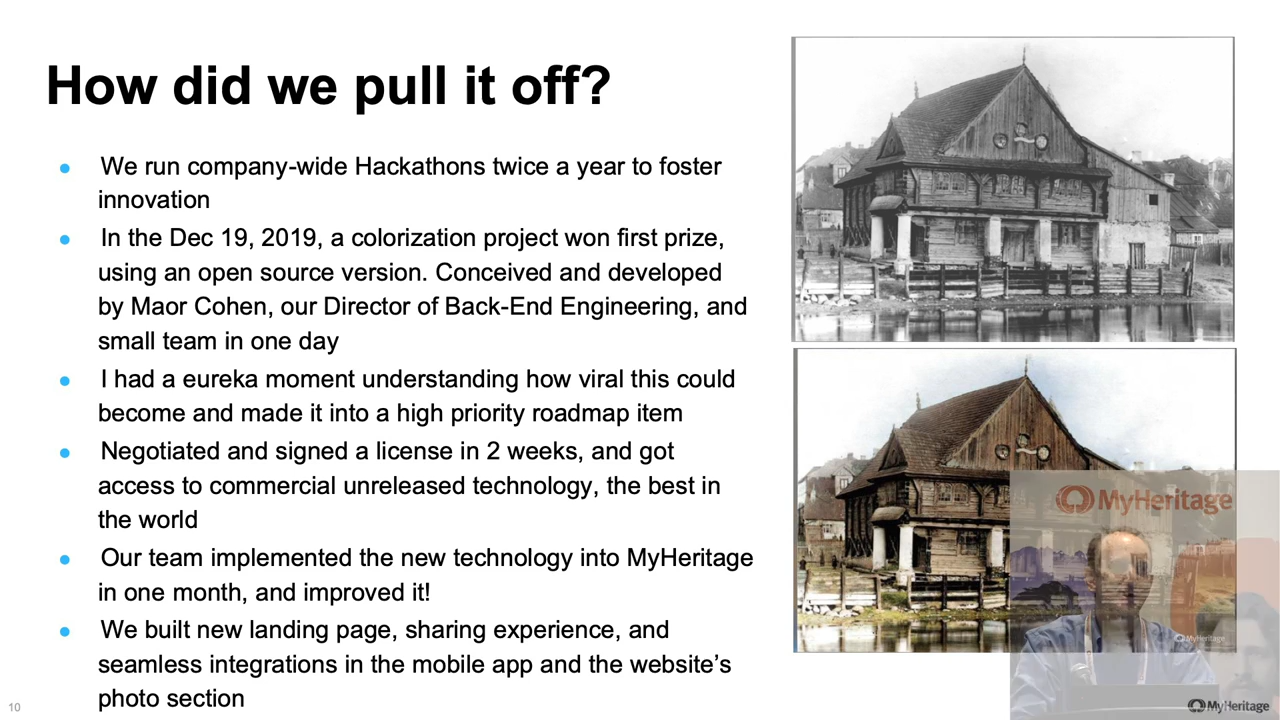 How did we pull it off?
● We run company-wide Hackathons twice a year to foster
innovation
● In the Dec 19, 2019, a colorization project won first prize,
using an open source version. Conceived and developed
by Maor Cohen, our Director of Back-End Engineering, and
small team in one day
● I had a eureka moment understanding how viral this could
become and made it into a high priority roadmap item
● Negotiated and signed a license in 2 weeks, and got
access to commercial unreleased technology, the best in
the world
● Our team implemented the new technology into MyHeritage
in one month, and improved it!
● We built new landing page, sharing experience, and
seamless integrations in the mobile app and the website’s
photo section
MyHeritage
MyHeritage
10
MyHeritage